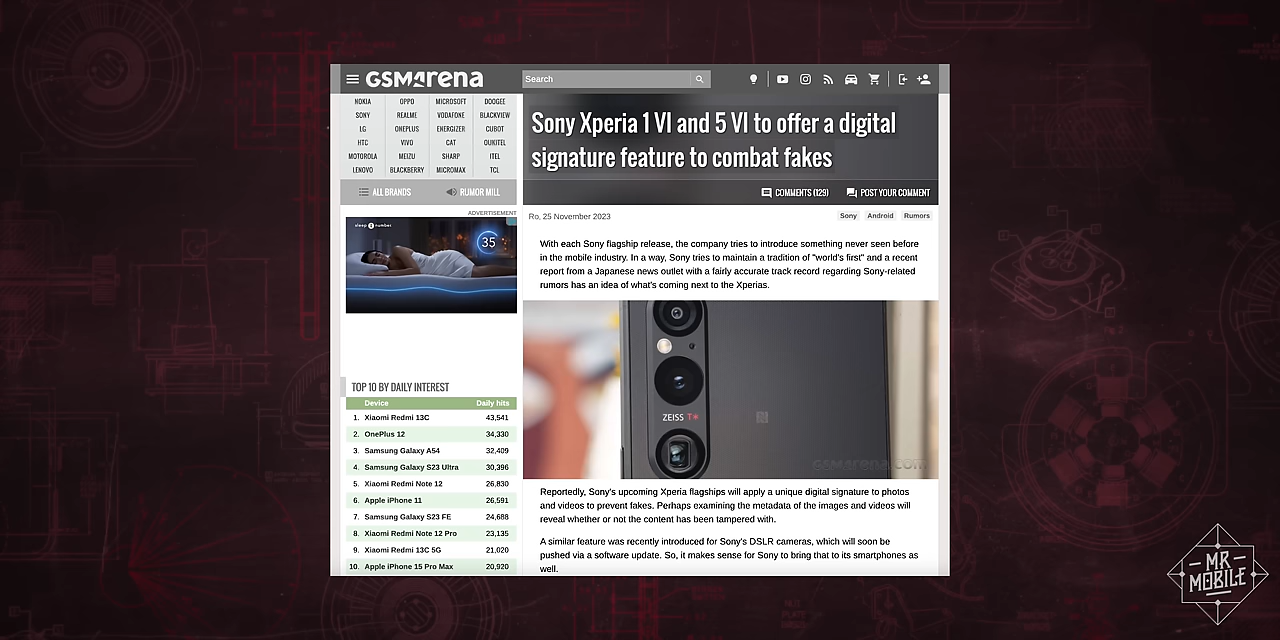 GSMArena
Search
NOKIA OPPO MICROSOFT DOOGEE
SONY REALME VODAFONE BLACKVIEW
LG ONEPLUS ENERGIZER CUBOT
HTC VIVO CAT OUKITEL
MOTOROLA MEIZU SHARP ITEL
LENOVO BLACKBERRY MICROMAX TCL
ALL BRANDS RUMOR MILL
ADVERTISEMENT
sleep number
35
TOP 10 BY DAILY INTEREST
Device Daily hits
1. Xiaomi Redmi 13C 43,541
2. OnePlus 12 34,330
3. Samsung Galaxy A54 32,409
4. Samsung Galaxy S23 Ultra 30,396
5. Xiaomi Redmi Note 12 26,830
6. Apple iPhone 11 26,591
7. Samsung Galaxy S23 FE 24,688
8. Xiaomi Redmi Note 12 Pro 23,135
9. Xiaomi Redmi 13C 5G 21,020
10. Apple iPhone 15 Pro Max 20,920
Sony Xperia 1 VI and 5 VI to offer a digital
signature feature to combat fakes
COMMENTS (129) POST YOUR COMMENT
Ro, 25 November 2023
Sony Android Rumors
With each Sony flagship release, the company tries to introduce something never seen before
in the mobile industry. In a way, Sony tries to maintain a tradition of "world's first" and a recent
report from a Japanese news outlet with a fairly accurate track record regarding Sony-related
rumors has an idea of what's coming next to the Xperias.
ZEISS T*
GSMArena.com
Reportedly, Sony's upcoming Xperia flagships will apply a unique digital signature to photos
and videos to prevent fakes. Perhaps examining the metadata of the images and videos will
reveal whether or not the content has been tampered with.
A similar feature was recently introduced for Sony's DSLR cameras, which will soon be
pushed via a software update. So, it makes sense for Sony to bring that to its smartphones as
well.
MR
MOBILE